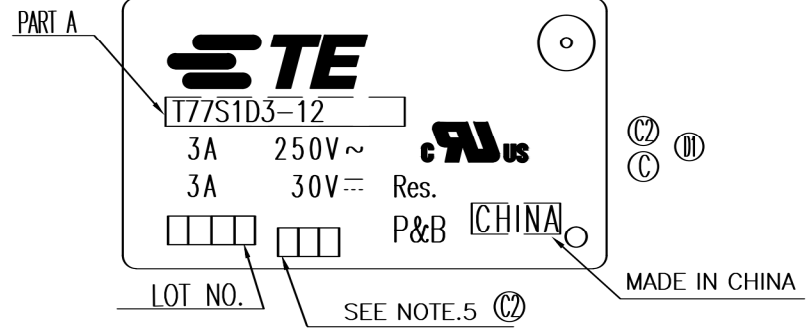 PART A
TE
T77S1D3-12
3A 250V~ c RU US
3A 30V⎓ Res.
P&B CHINA
C2
C D1
LOT NO.
SEE NOTE.5 C2
MADE IN CHINA